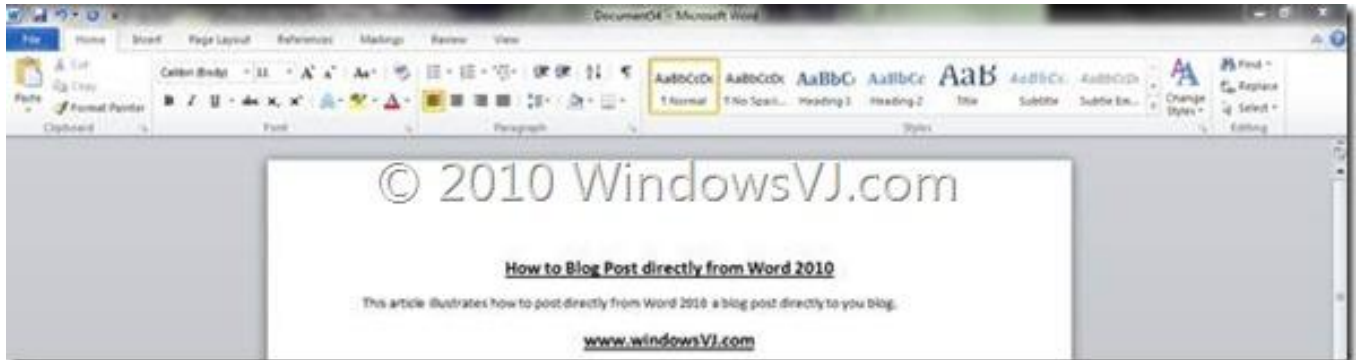 Document04 - Microsoft Word
File Home Insert Page Layout References Mailings Review View
Cut
Copy
Paste Format Painter
Calibri (Body) 11
AaBbCcDc AaBbCcDc AaBbC AaBbCc AaB AaBbCc. AaBbCcDc
¶ Normal ¶ No Spaci... Heading 1 Heading 2 Title Subtitle Subtle Em...
Change Styles
Find
Replace
Select
Clipboard Font Paragraph Styles Editing
© 2010 WindowsVJ.com
How to Blog Post directly from Word 2010
This article illustrates how to post directly from Word 2010 a blog post directly to you blog.
www.windowsVJ.com